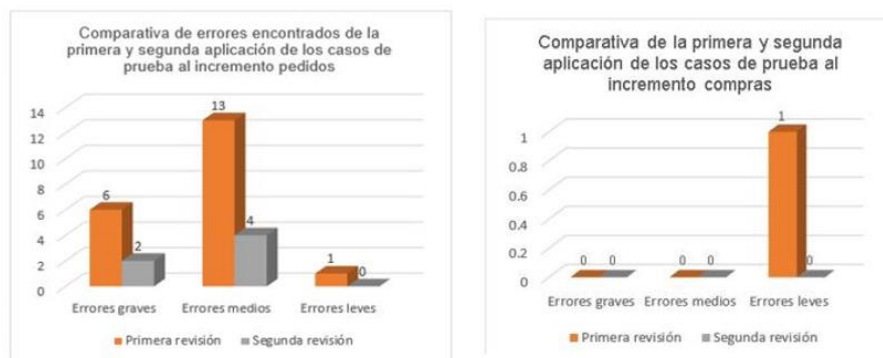 Comparativa de errores encontrados de la
primera y segunda aplicación de los casos de
prueba al incremento pedidos
14
12
10
8
6
4
2
0
6
2
13
4
1
0
Errores graves
Errores medios
Errores leves
Primera revisión
Segunda revisión
Comparativa de la primera y segunda
aplicación de los casos de prueba al
incremento compras
1
0.8
0.6
0.4
0.2
0
0
0
0
0
1
0
Errores graves
Errores medios
Errores leves
Primera revisión
Segunda revisión